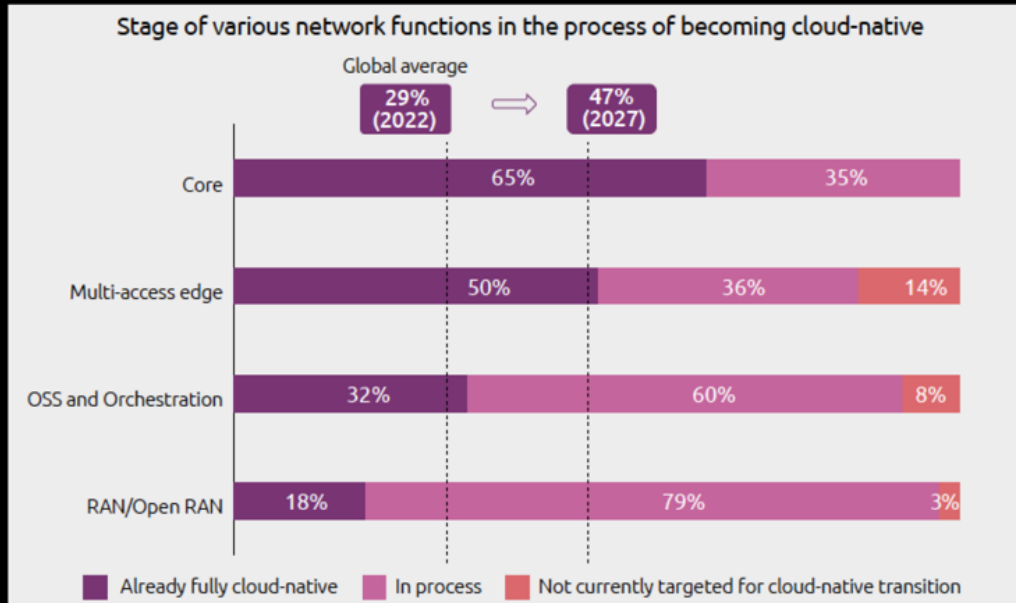 Stage of various network functions in the process of becoming cloud-native
Global average
29%
(2022)
47%
(2027)
Core
65%
35%
Multi-access edge
50%
36%
14%
OSS and Orchestration
32%
60%
8%
RAN/Open RAN
18%
79%
3%
Already fully cloud-native
In process
Not currently targeted for cloud-native transition